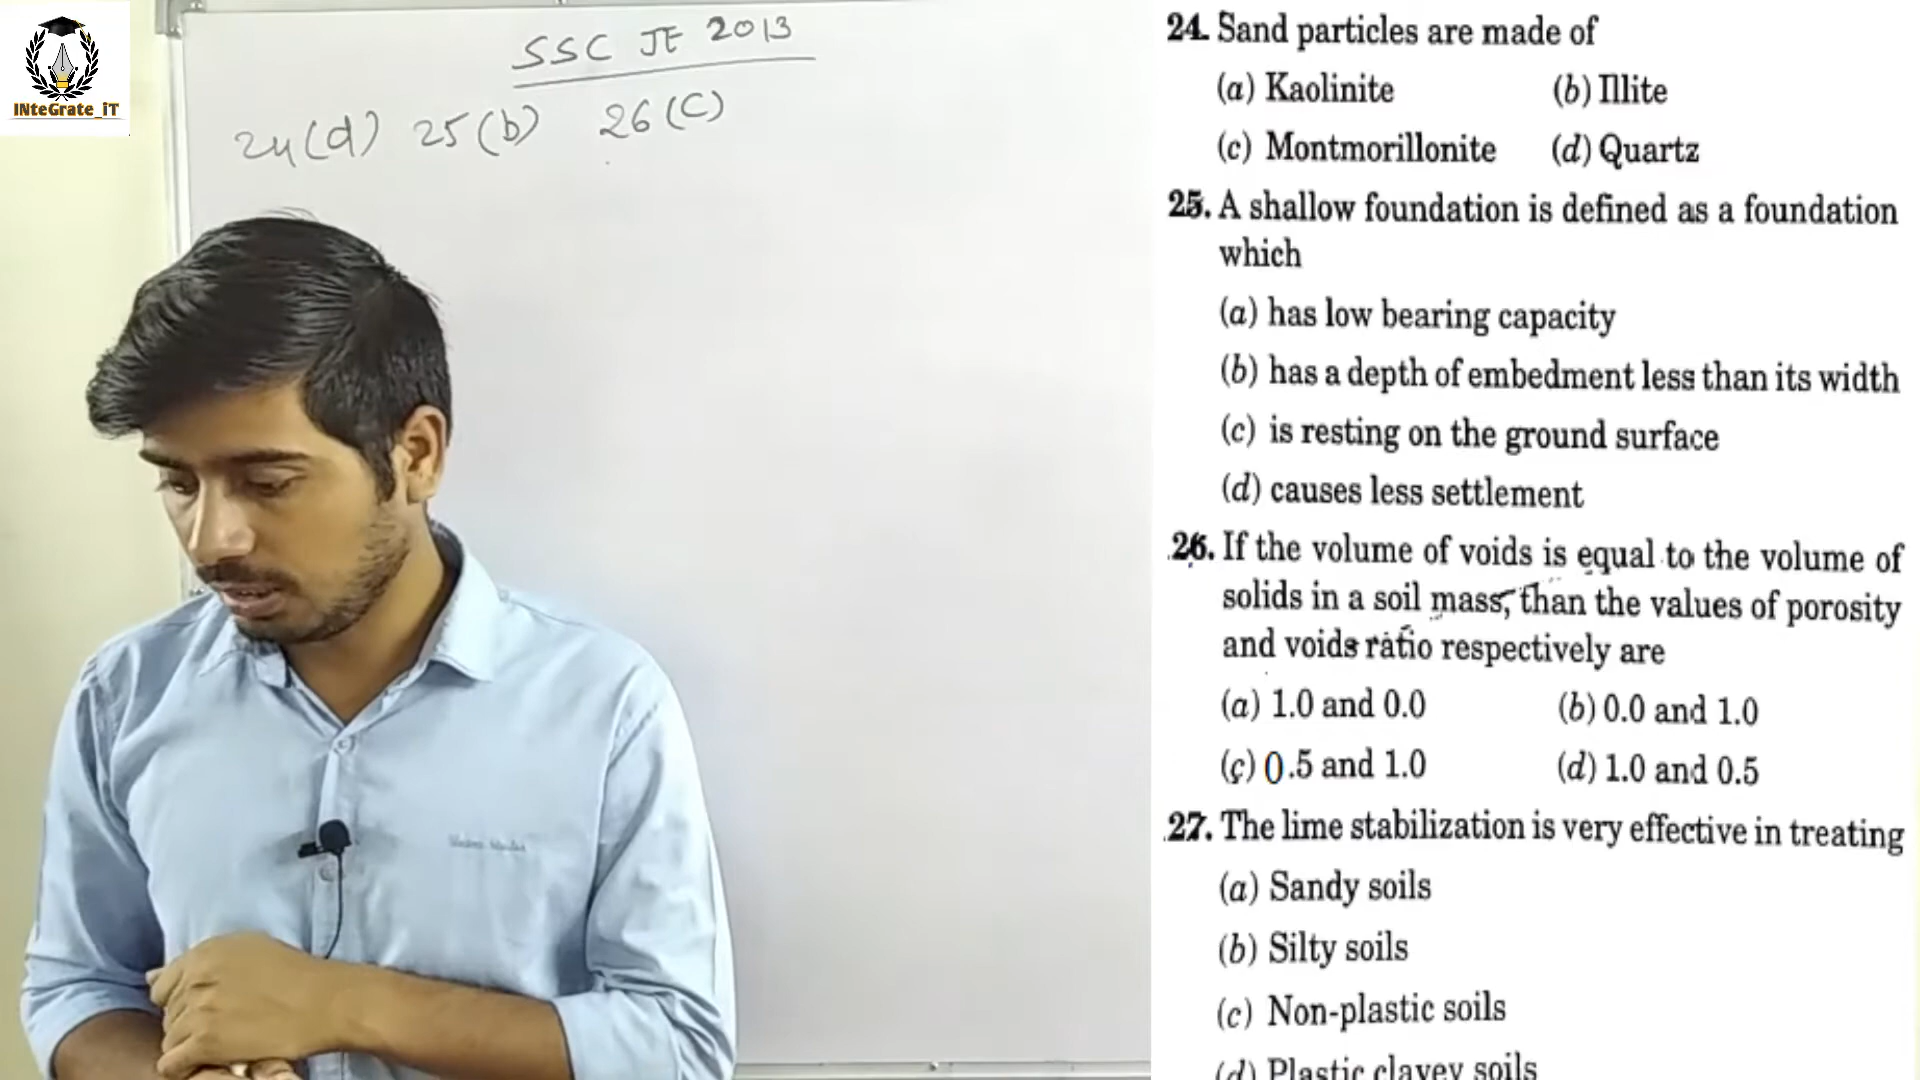 INteGrate_iT
SSC JE 2013
24(d) 25(b) 26(C)
24. Sand particles are made of
(a) Kaolinite (b) Illite
(c) Montmorillonite (d) Quartz
25. A shallow foundation is defined as a foundation
which
(a) has low bearing capacity
(b) has a depth of embedment less than its width
(c) is resting on the ground surface
(d) causes less settlement
26. If the volume of voids is equal to the volume of
solids in a soil mass, than the values of porosity
and voids ratio respectively are
(a) 1.0 and 0.0 (b) 0.0 and 1.0
(c) 0.5 and 1.0 (d) 1.0 and 0.5
27. The lime stabilization is very effective in treating
(a) Sandy soils
(b) Silty soils
(c) Non-plastic soils
(d) Plastic clayey soils